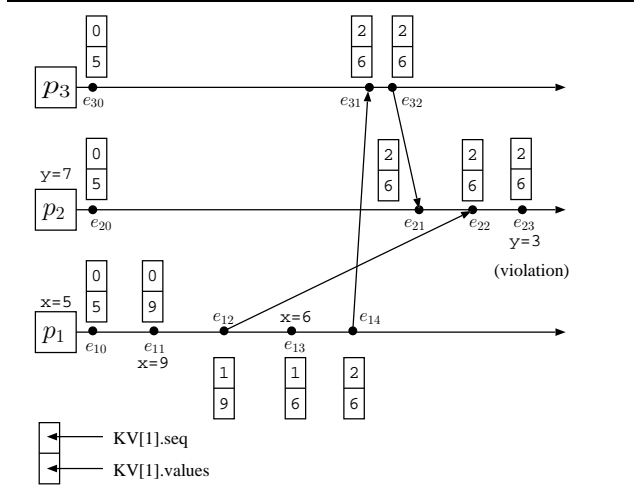 0 2 2
5 6 6
p3
e30 e31 e32
0 2 2 2
5 6 6 6
y=7
p2
e20 e21 e22 e23
y=3
(violation)
0 0
5 9
x=5 e12 x=6 e14
p1
e10 e11 e13
x=9
1 1 2
9 6 6
KV[1].seq
KV[1].values